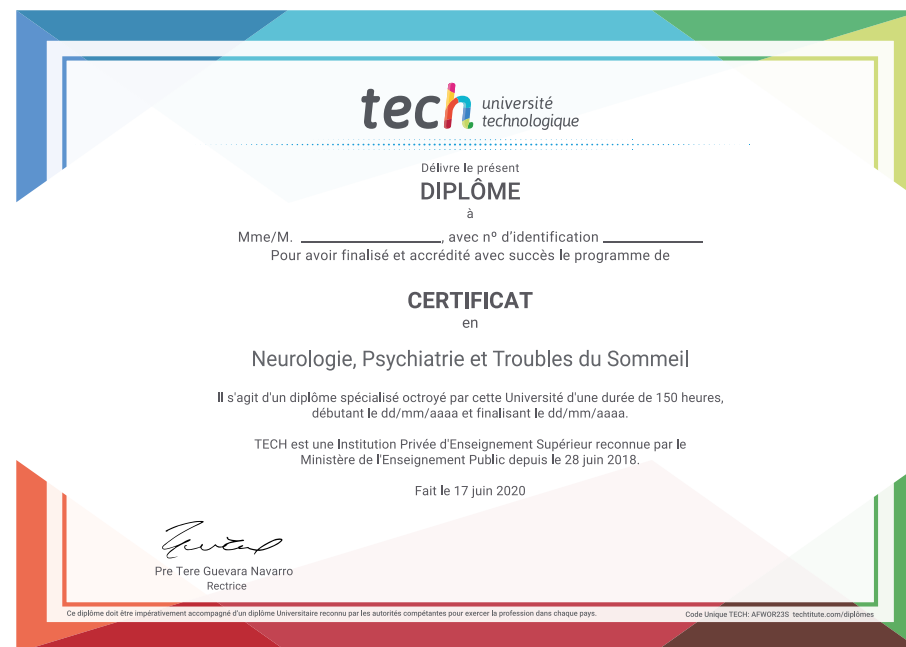 tech université
technologique
Délivre le présent
DIPLÔME
à
Mme/M. ____________________, avec nº d'identification ______________
Pour avoir finalisé et accrédité avec succès le programme de
CERTIFICAT
en
Neurologie, Psychiatrie et Troubles du Sommeil
Il s'agit d'un diplôme spécialisé octroyé par cette Université d'une durée de 150 heures,
débutant le dd/mm/aaaa et finalisant le dd/mm/aaaa.
TECH est une Institution Privée d'Enseignement Supérieur reconnue par le
Ministère de l'Enseignement Public depuis le 28 juin 2018.
Fait le 17 juin 2020
Pre Tere Guevara Navarro
Rectrice
Ce diplôme doit être impérativement accompagné d'un diplôme Universitaire reconnu par les autorités compétantes pour exercer la profession dans chaque pays.
Code Unique TECH: AFWOR23S techtitute.com/diplômes